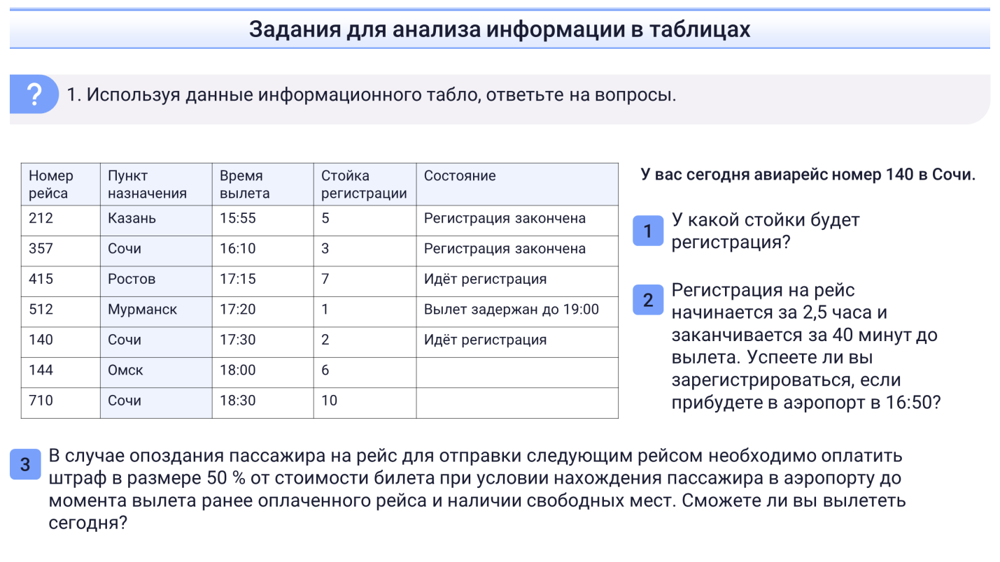 Задания для анализа информации в таблицах
? 1. Используя данные информационного табло, ответьте на вопросы.
Номер рейса Пункт назначения Время вылета Стойка регистрации Состояние
212 Казань 15:55 5 Регистрация закончена
357 Сочи 16:10 3 Регистрация закончена
415 Ростов 17:15 7 Идёт регистрация
512 Мурманск 17:20 1 Вылет задержан до 19:00
140 Сочи 17:30 2 Идёт регистрация
144 Омск 18:00 6
710 Сочи 18:30 10
У вас сегодня авиарейс номер 140 в Сочи.
1 У какой стойки будет
регистрация?
2 Регистрация на рейс
начинается за 2,5 часа и
заканчивается за 40 минут до
вылета. Успеете ли вы
зарегистрироваться, если
прибудете в аэропорт в 16:50?
3 В случае опоздания пассажира на рейс для отправки следующим рейсом необходимо оплатить
штраф в размере 50 % от стоимости билета при условии нахождения пассажира в аэропорту до
момента вылета ранее оплаченного рейса и наличии свободных мест. Сможете ли вы вылететь
сегодня?